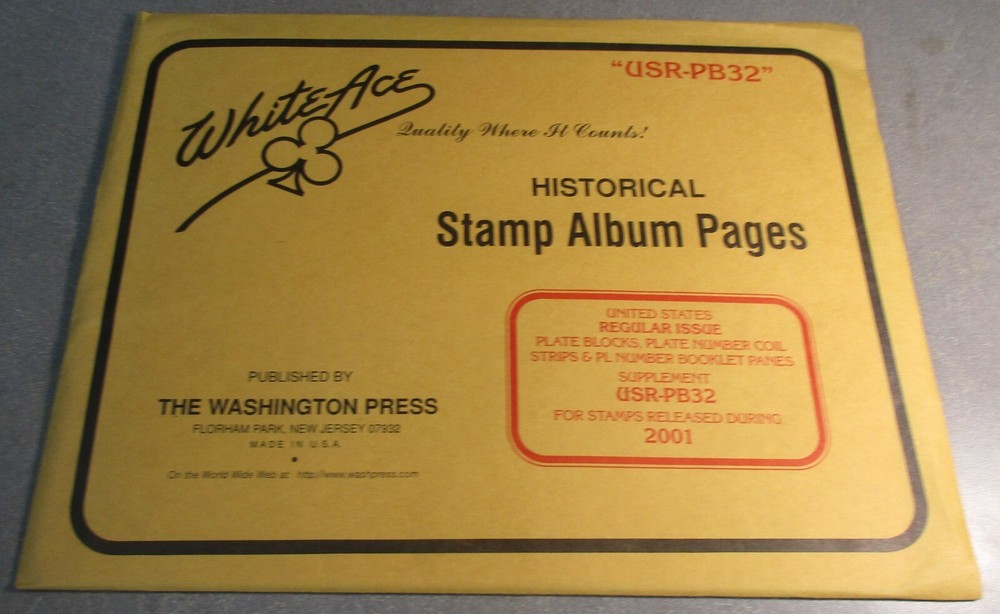 "USR-PB32"
White Ace
Quality Where It Counts!
HISTORICAL
Stamp Album Pages
UNITED STATES
REGULAR ISSUE
PLATE BLOCKS, PLATE NUMBER COIL
STRIPS & PL NUMBER BOOKLET PANES
SUPPLEMENT
USR-PB32
FOR STAMPS RELEASED DURING
2001
PUBLISHED BY
THE WASHINGTON PRESS
FLORHAM PARK, NEW JERSEY 07932
MADE IN U.S.A.
On the World Wide Web at: http://www.washpress.com